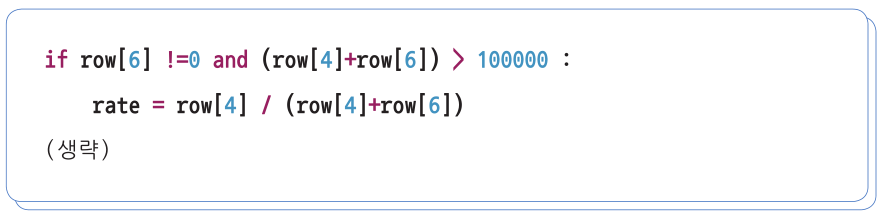 if row[6] !=0 and (row[4]+row[6]) > 100000 :
rate = row[4] / (row[4]+row[6])
(생략)